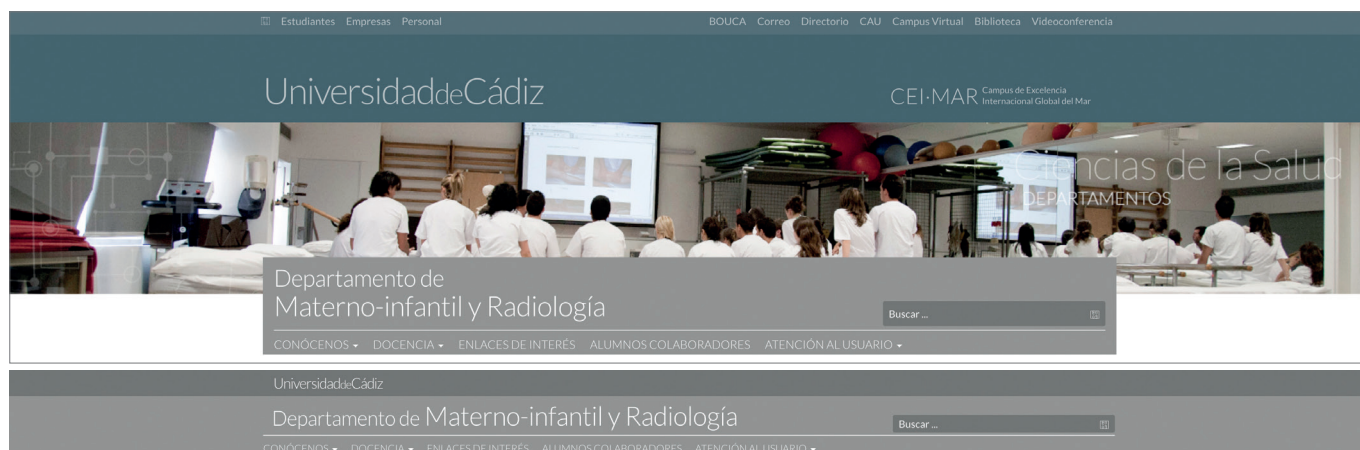 Estudiantes Empresas Personal BOUCA Correo Directorio CAU Campus Virtual Biblioteca Videoconferencia
UniversidaddeCádiz
CEI·MAR Campus de Excelencia
Internacional Global del Mar
Ciencias de la Salud
DEPARTAMENTOS
Departamento de
Materno-infantil y Radiología
Buscar ...
CONÓCENOS DOCENCIA ENLACES DE INTERÉS ALUMNOS COLABORADORES ATENCIÓN AL USUARIO
UniversidaddeCádiz
Departamento de Materno-infantil y Radiología
Buscar ...
CONÓCENOS DOCENCIA ENLACES DE INTERÉS ALUMNOS COLABORADORES ATENCIÓN AL USUARIO